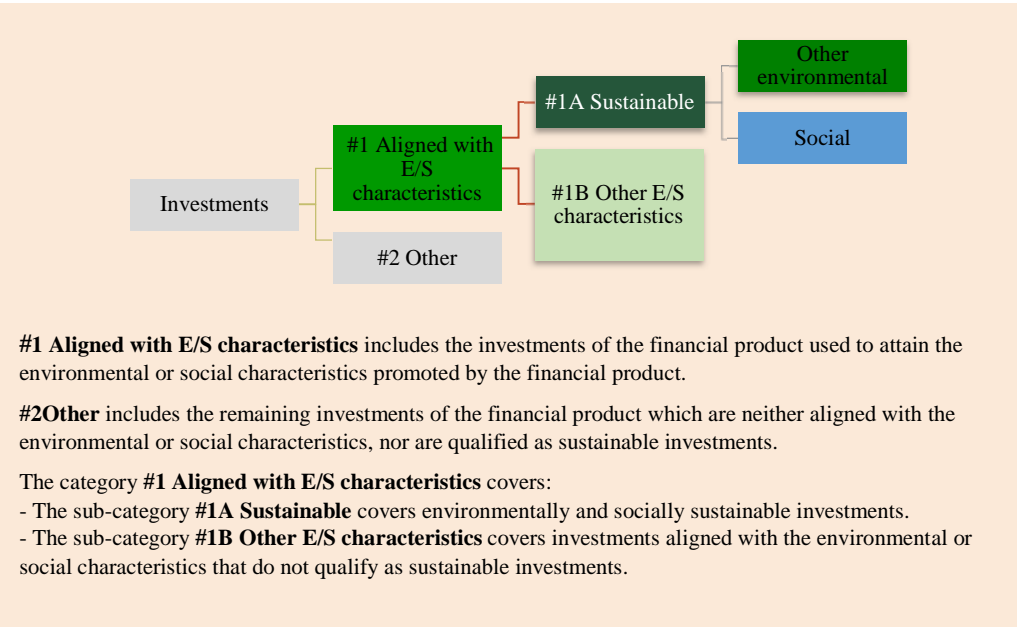 Other
environmental
#1A Sustainable
Social
#1 Aligned with
E/S
characteristics
#1B Other E/S
characteristics
Investments
#2 Other
#1 Aligned with E/S characteristics includes the investments of the financial product used to attain the
environmental or social characteristics promoted by the financial product.
#2Other includes the remaining investments of the financial product which are neither aligned with the
environmental or social characteristics, nor are qualified as sustainable investments.
The category #1 Aligned with E/S characteristics covers:
- The sub-category #1A Sustainable covers environmentally and socially sustainable investments.
- The sub-category #1B Other E/S characteristics covers investments aligned with the environmental or
social characteristics that do not qualify as sustainable investments.